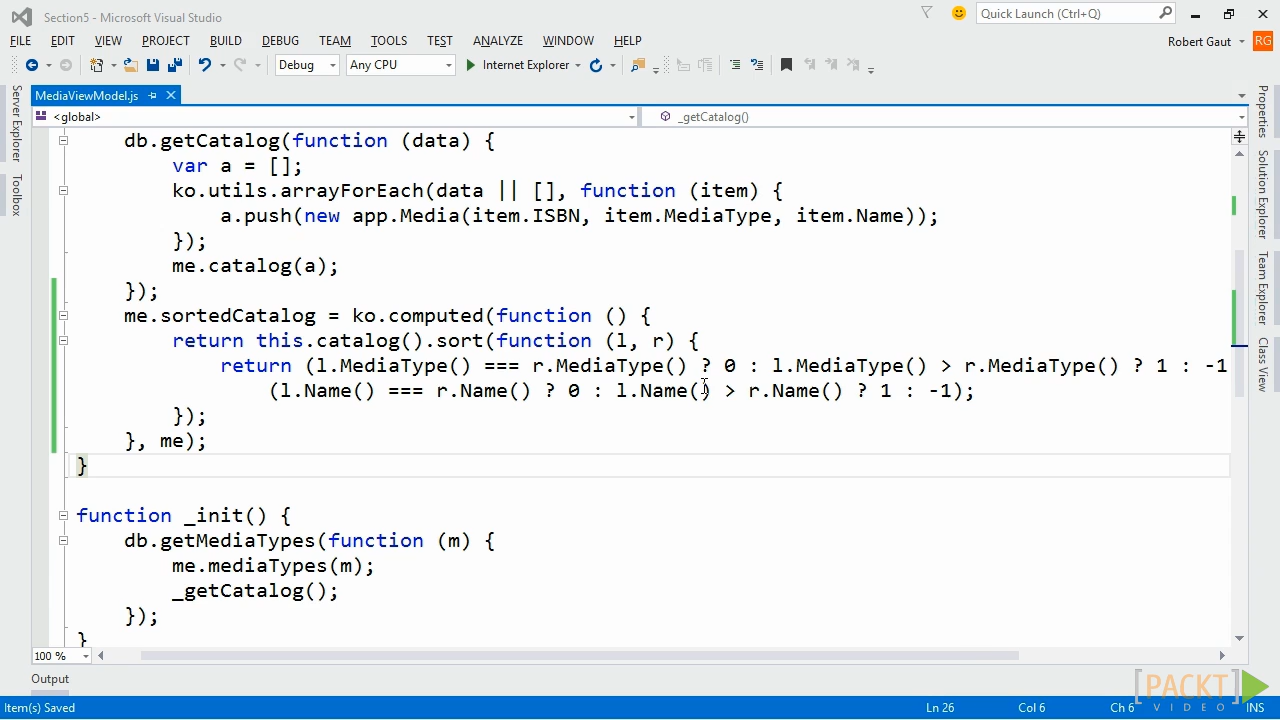 Section5 - Microsoft Visual Studio
Quick Launch (Ctrl+Q)
FILE EDIT VIEW PROJECT BUILD DEBUG TEAM TOOLS TEST ANALYZE WINDOW HELP
Robert Gaut RG
Debug Any CPU Internet Explorer
Server Explorer
Toolbox
MediaViewModel.js
<global> _getCatalog()
db.getCatalog(function (data) {
var a = [];
ko.utils.arrayForEach(data || [], function (item) {
a.push(new app.Media(item.ISBN, item.MediaType, item.Name));
});
me.catalog(a);
});
me.sortedCatalog = ko.computed(function () {
return this.catalog().sort(function (l, r) {
return (l.MediaType() === r.MediaType() ? 0 : l.MediaType() > r.MediaType() ? 1 : -1
(l.Name() === r.Name() ? 0 : l.Name() > r.Name() ? 1 : -1);
});
}, me);
}
function _init() {
db.getMediaTypes(function (m) {
me.mediaTypes(m);
_getCatalog();
});
}
Properties
Solution Explorer
Team Explorer
Class View
100 %
Output
[PACKT]
VIDEO
Item(s) Saved Ln 26 Col 6 Ch 6 INS